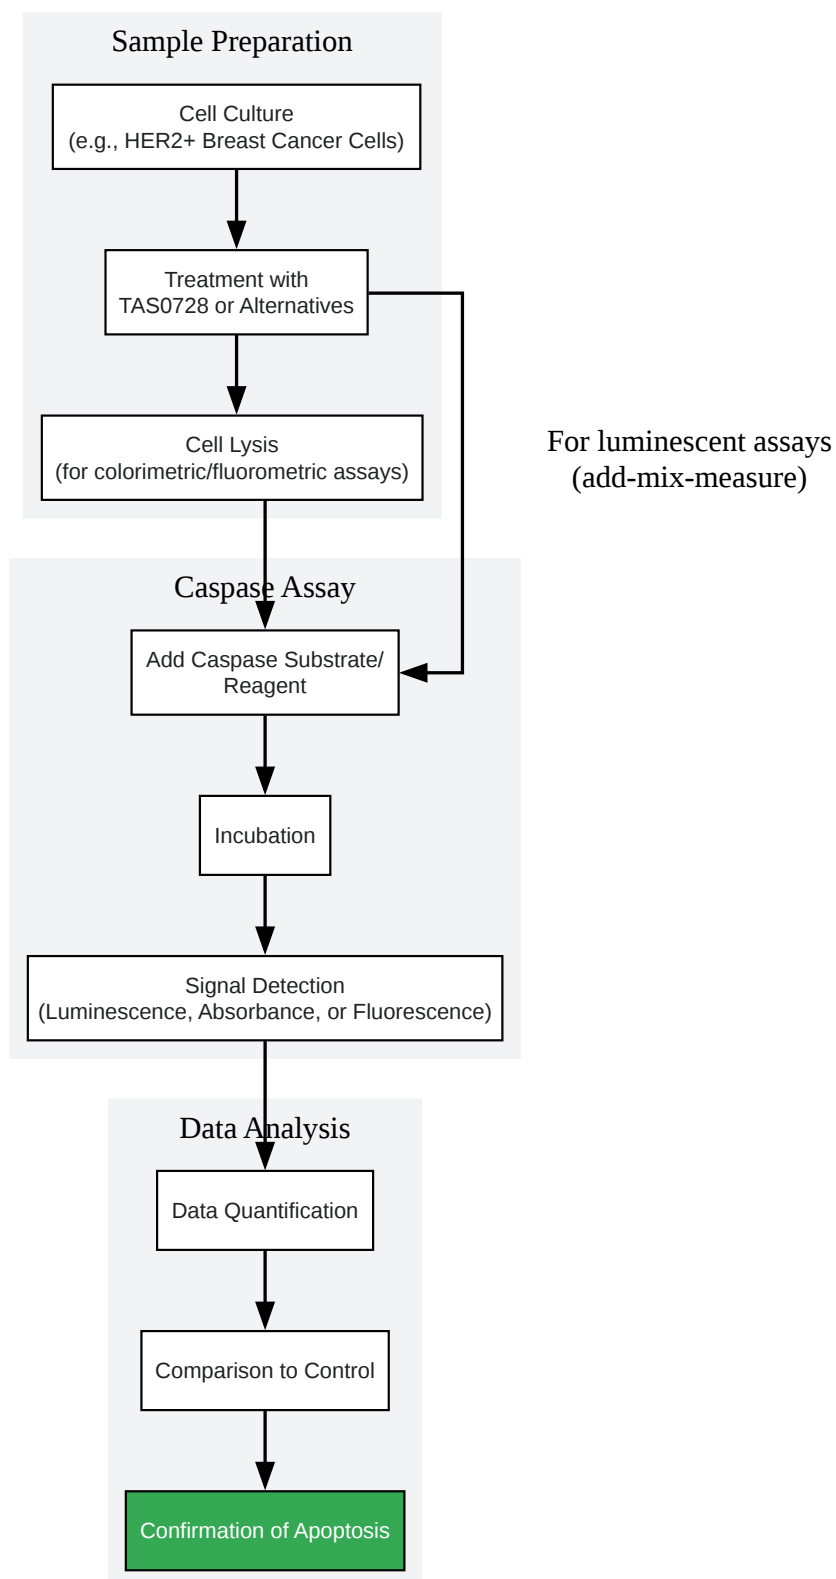 Sample Preparation
Cell Culture
(e.g., HER2+ Breast Cancer Cells)
Treatment with
TAS0728 or Alternatives
Cell Lysis
(for colorimetric/fluorometric assays)
For luminescent assays
(add-mix-measure)
Caspase Assay
Add Caspase Substrate/
Reagent
Incubation
Signal Detection
(Luminescence, Absorbance, or Fluorescence)
Data Analysis
Data Quantification
Comparison to Control
Confirmation of Apoptosis